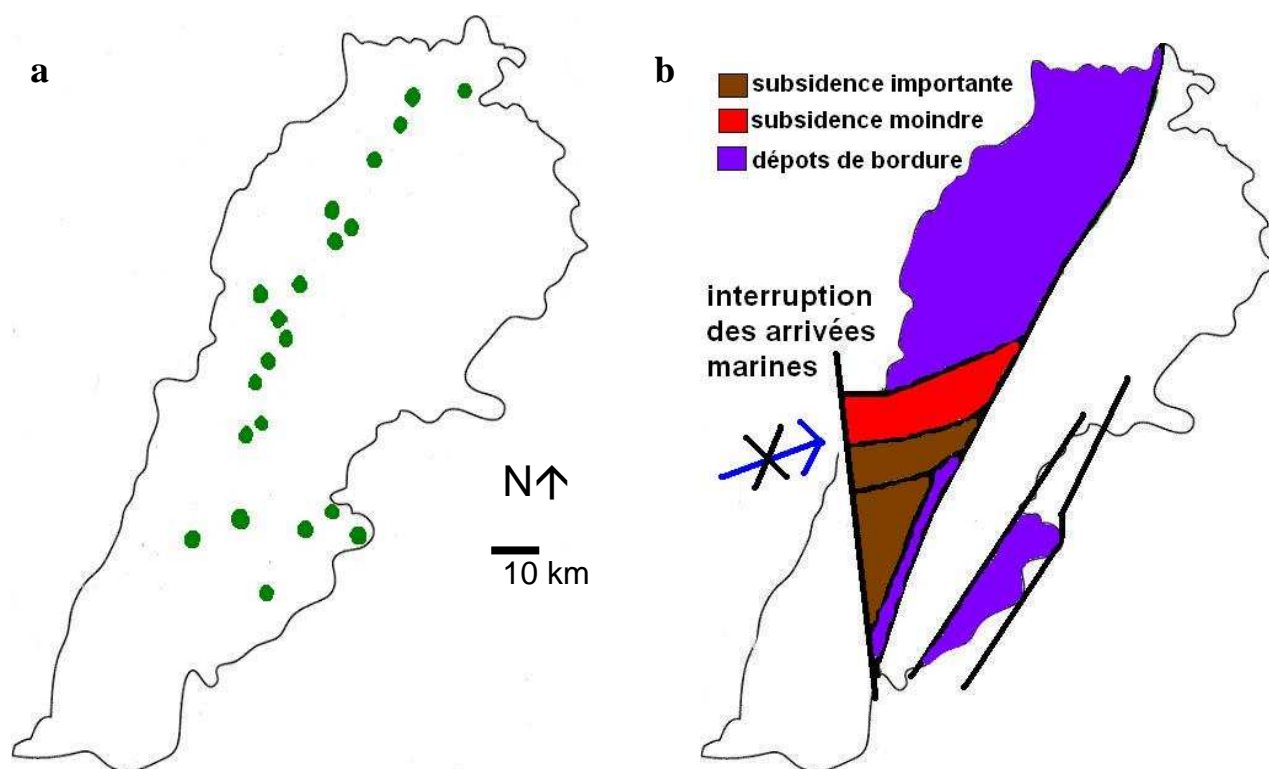 a
b
subsidence importante
subsidence moindre
dépots de bordure
interruption
des arrivées
marines
N↑
10 km